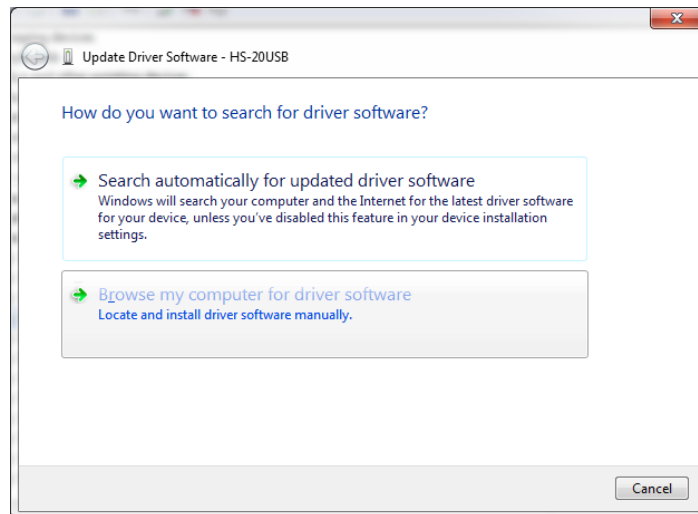 Update Driver Software - HS-20USB
How do you want to search for driver software?
Search automatically for updated driver software
Windows will search your computer and the Internet for the latest driver software
for your device, unless you've disabled this feature in your device installation
settings.
Browse my computer for driver software
Locate and install driver software manually.
Cancel